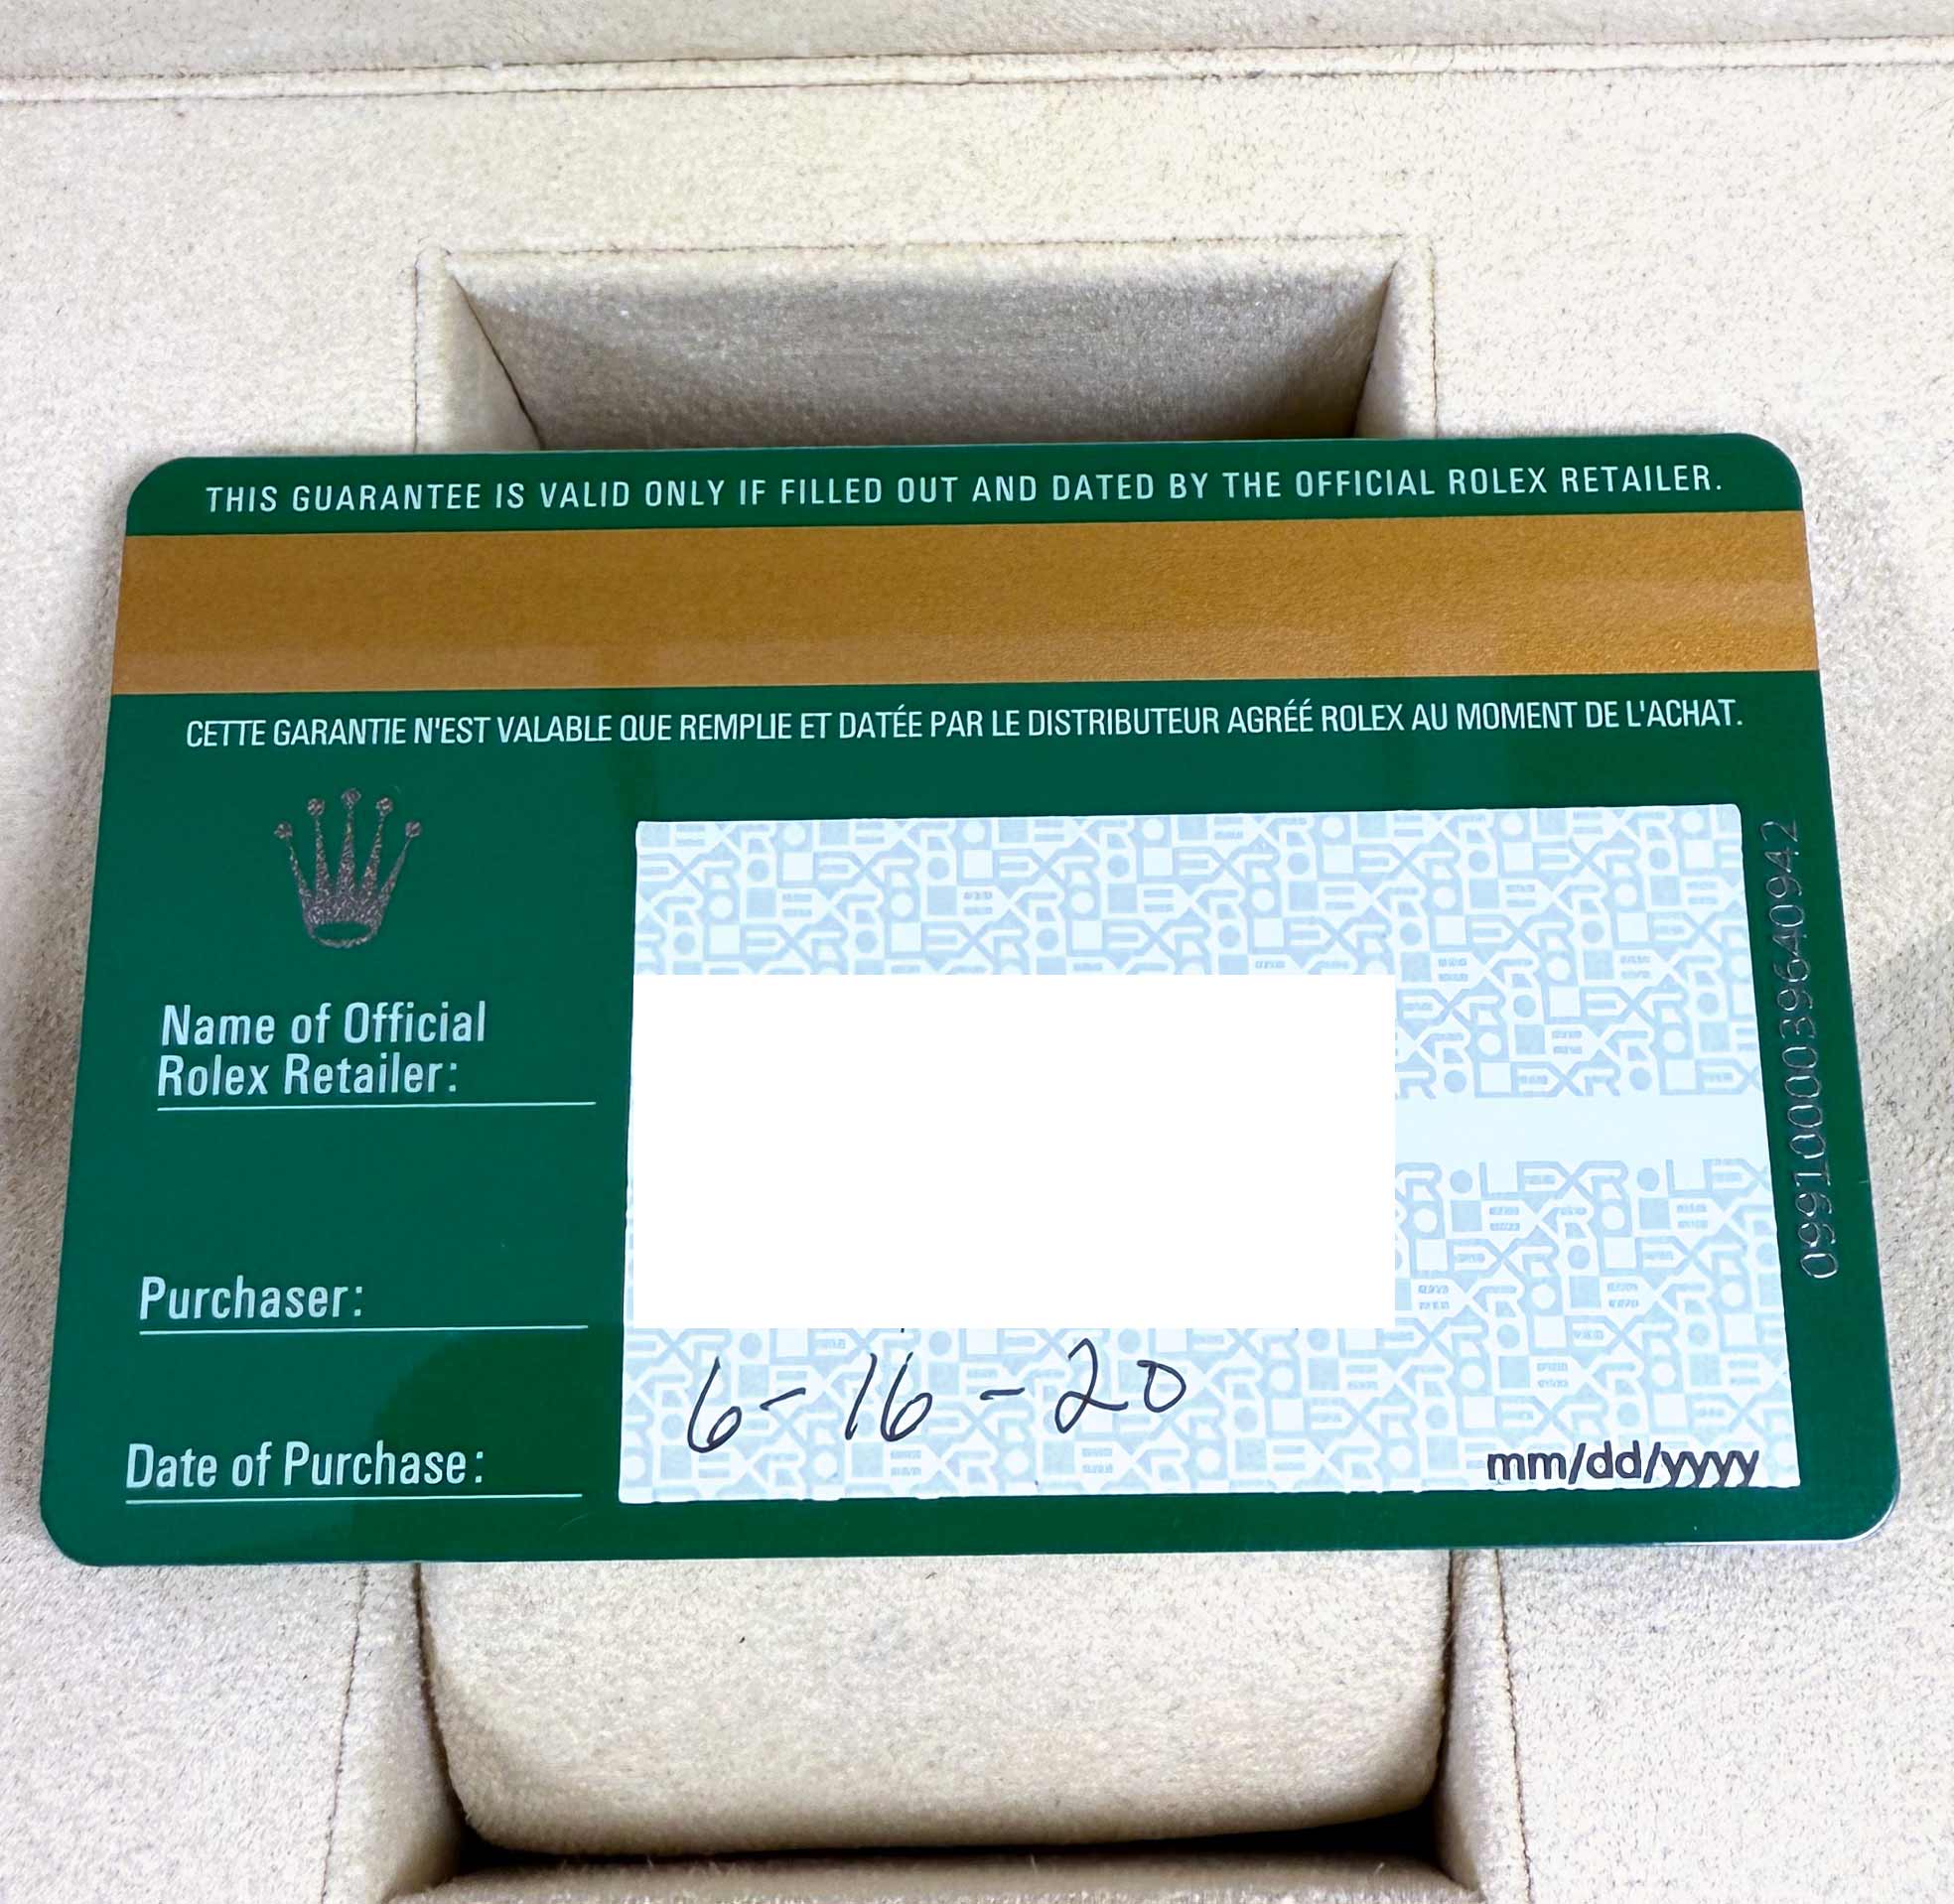 THIS GUARANTEE IS VALID ONLY IF FILLED OUT AND DATED BY THE OFFICIAL ROLEX RETAILER.
CETTE GARANTIE N'EST VALABLE QUE REMPLIE ET DATÉE PAR LE DISTRIBUTEUR AGRÉÉ ROLEX AU MOMENT DE L'ACHAT.
Name of Official
Rolex Retailer:
Purchaser:
6-16-20
Date of Purchase:
mm/dd/yyyy
0991000039640942